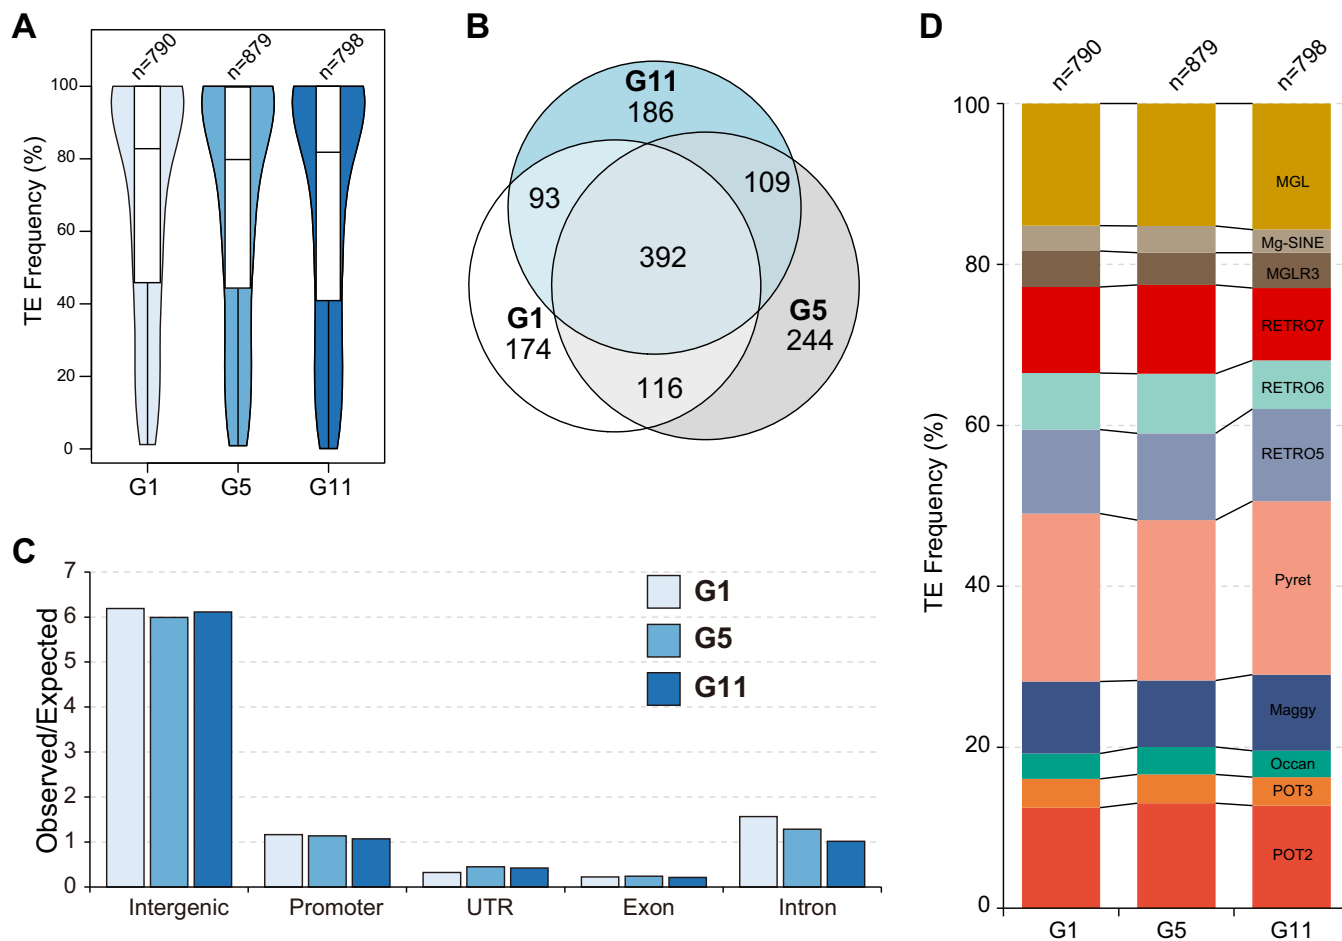 A
n=790
n=879
n=798
TE Frequency (%)
100
80
60
40
20
0
G1
G5
G11
B
G11
186
93
109
392
G1
174
G5
244
116
C
Observed/Expected
7
6
5
4
3
2
1
0
G1
G5
G11
Intergenic
Promoter
UTR
Exon
Intron
D
n=790
n=879
n=798
TE Frequency (%)
100
80
60
40
20
0
MGL
Mg-SINE
MGLR3
RETRO7
RETRO6
RETRO5
Pyret
Maggy
Occan
POT3
POT2
G1
G5
G11